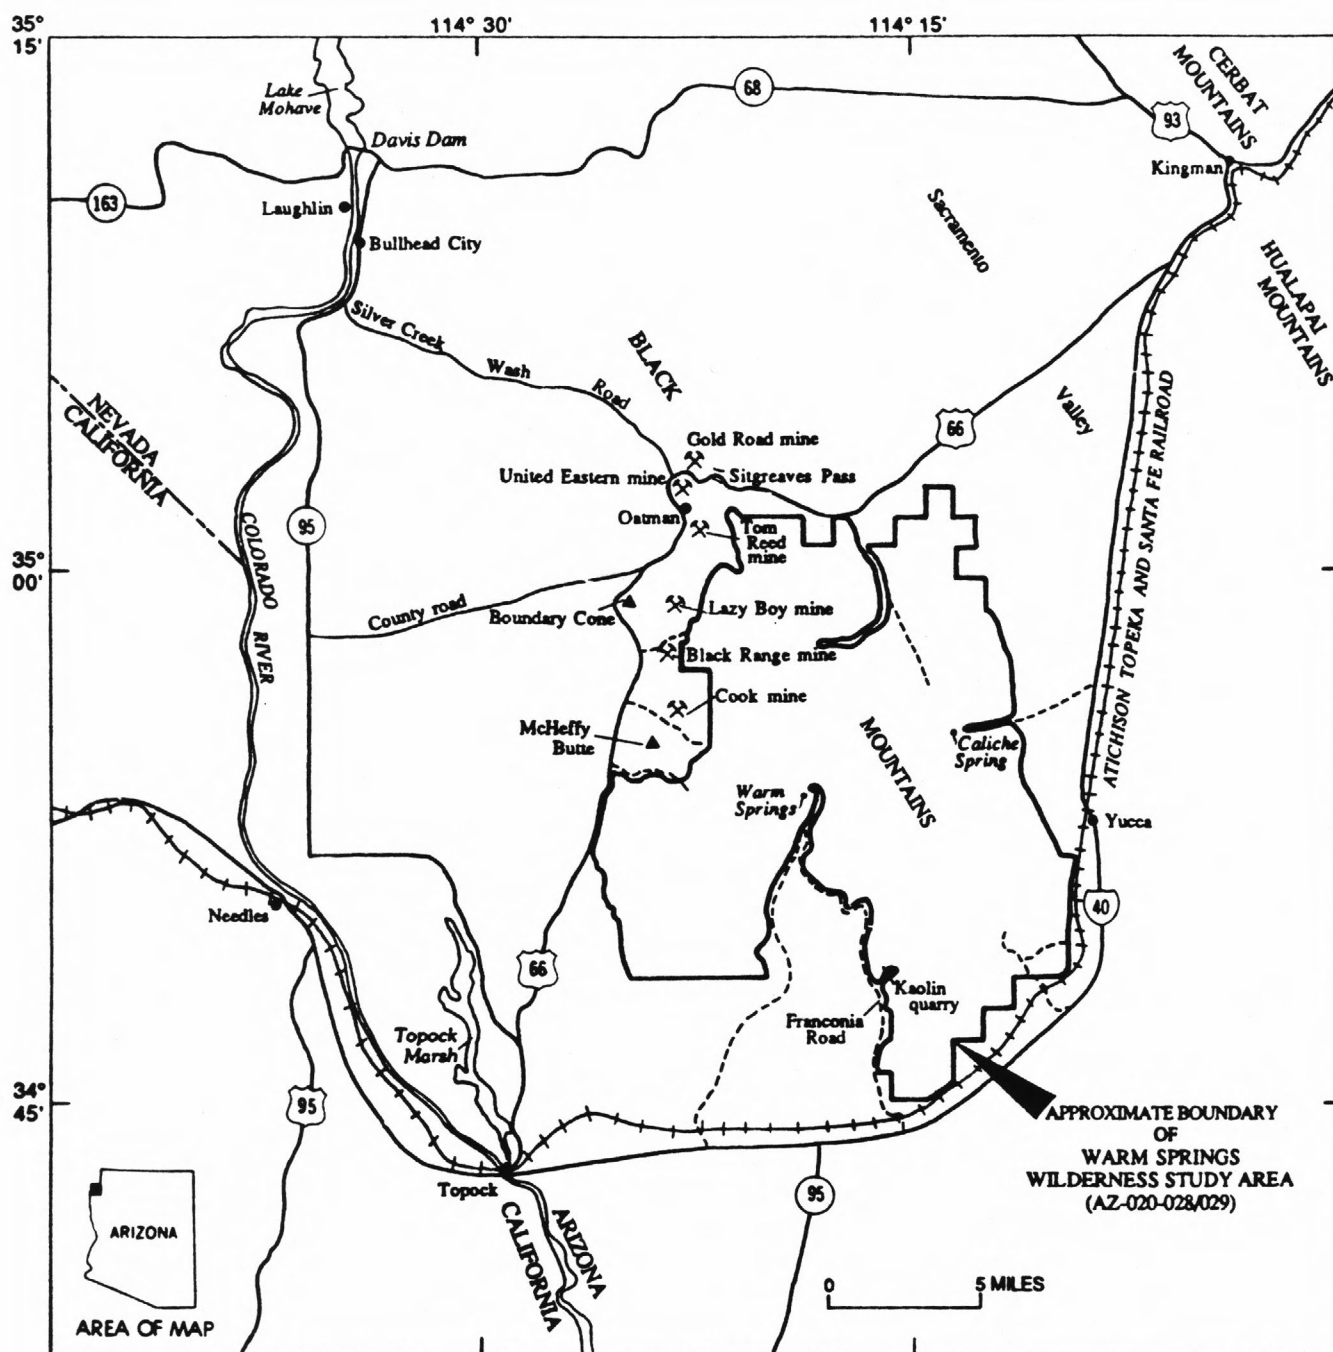 35°
15'
114° 30'
114° 15'
Lake
Mohave
Davis Dam
68
93
CERBAT
MOUNTAINS
Kingman
163
Laughlin
Bullhead City
Sacramento
HUALAPAI
MOUNTAINS
Silver Creek
Wash
Road
BLACK
NEVADA
CALIFORNIA
66
Valley
Gold Road mine
United Eastern mine
Sitgreaves Pass
Oatman
Tom
Reed
mine
95
COLORADO
RIVER
35°
00'
County road
Boundary Cone
Lazy Boy mine
Black Range mine
Cook mine
McHeffy
Butte
MOUNTAINS
Caliche
Spring
ATICHISON TOPEKA AND SANTA FE RAILROAD
Warm
Springs
Yucca
Needles
40
66
Kaolin
quarry
Franconia
Road
Topock
Marsh
34°
45'
95
APPROXIMATE BOUNDARY
OF
WARM SPRINGS
WILDERNESS STUDY AREA
(AZ-020-028/029)
Topock
95
CALIFORNIA
ARIZONA
ARIZONA
AREA OF MAP
0 5 MILES